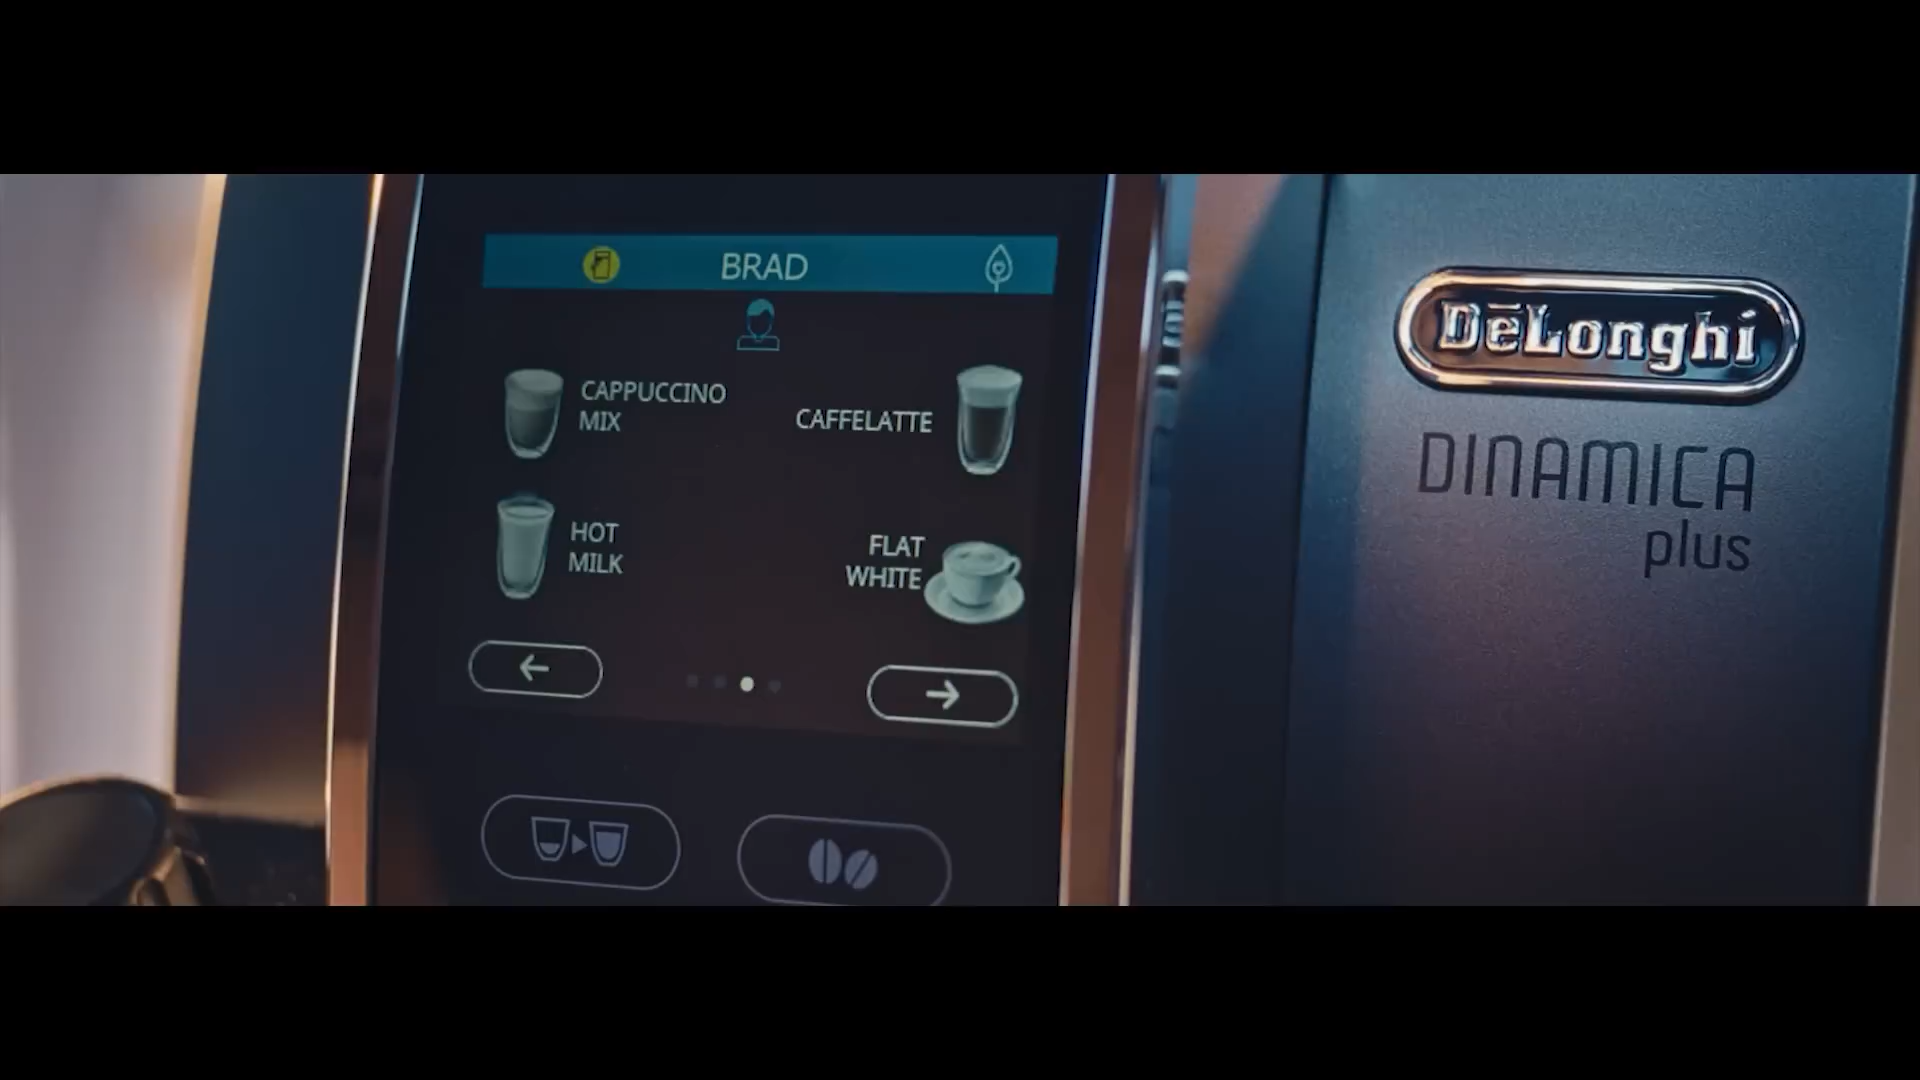 BRAD
CAPPUCCINO
MIX
CAFFELATTE
HOT
MILK
FLAT
WHITE
DēLonghi
DINAMICA
plus